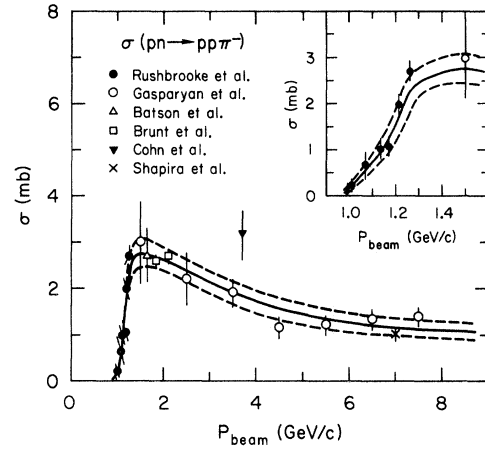 σ (pn→ppπ⁻)
Rushbrooke et al.
Gasparyan et al.
Batson et al.
Brunt et al.
Cohn et al.
Shapira et al.
8
6
4
2
0
σ (mb)
0 2 4 6 8
P_beam (GeV/c)
3
2
1
0
σ (mb)
1.0 1.2 1.4
P_beam (GeV/c)